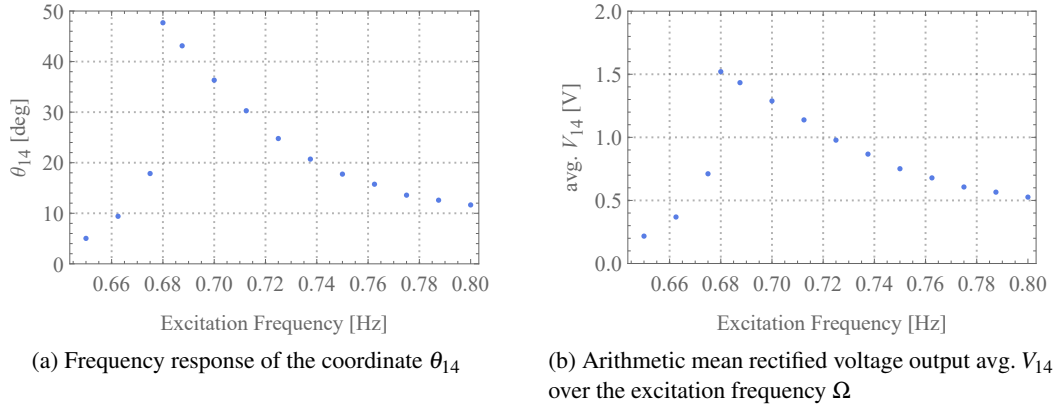 50
40
30
20
10
0
θ14 [deg]
0.66 0.68 0.70 0.72 0.74 0.76 0.78 0.80
Excitation Frequency [Hz]
(a) Frequency response of the coordinate θ14
2.0
1.5
1.0
0.5
0.0
avg. V14 [V]
0.66 0.68 0.70 0.72 0.74 0.76 0.78 0.80
Excitation Frequency [Hz]
(b) Arithmetic mean rectified voltage output avg. V14
over the excitation frequency Ω